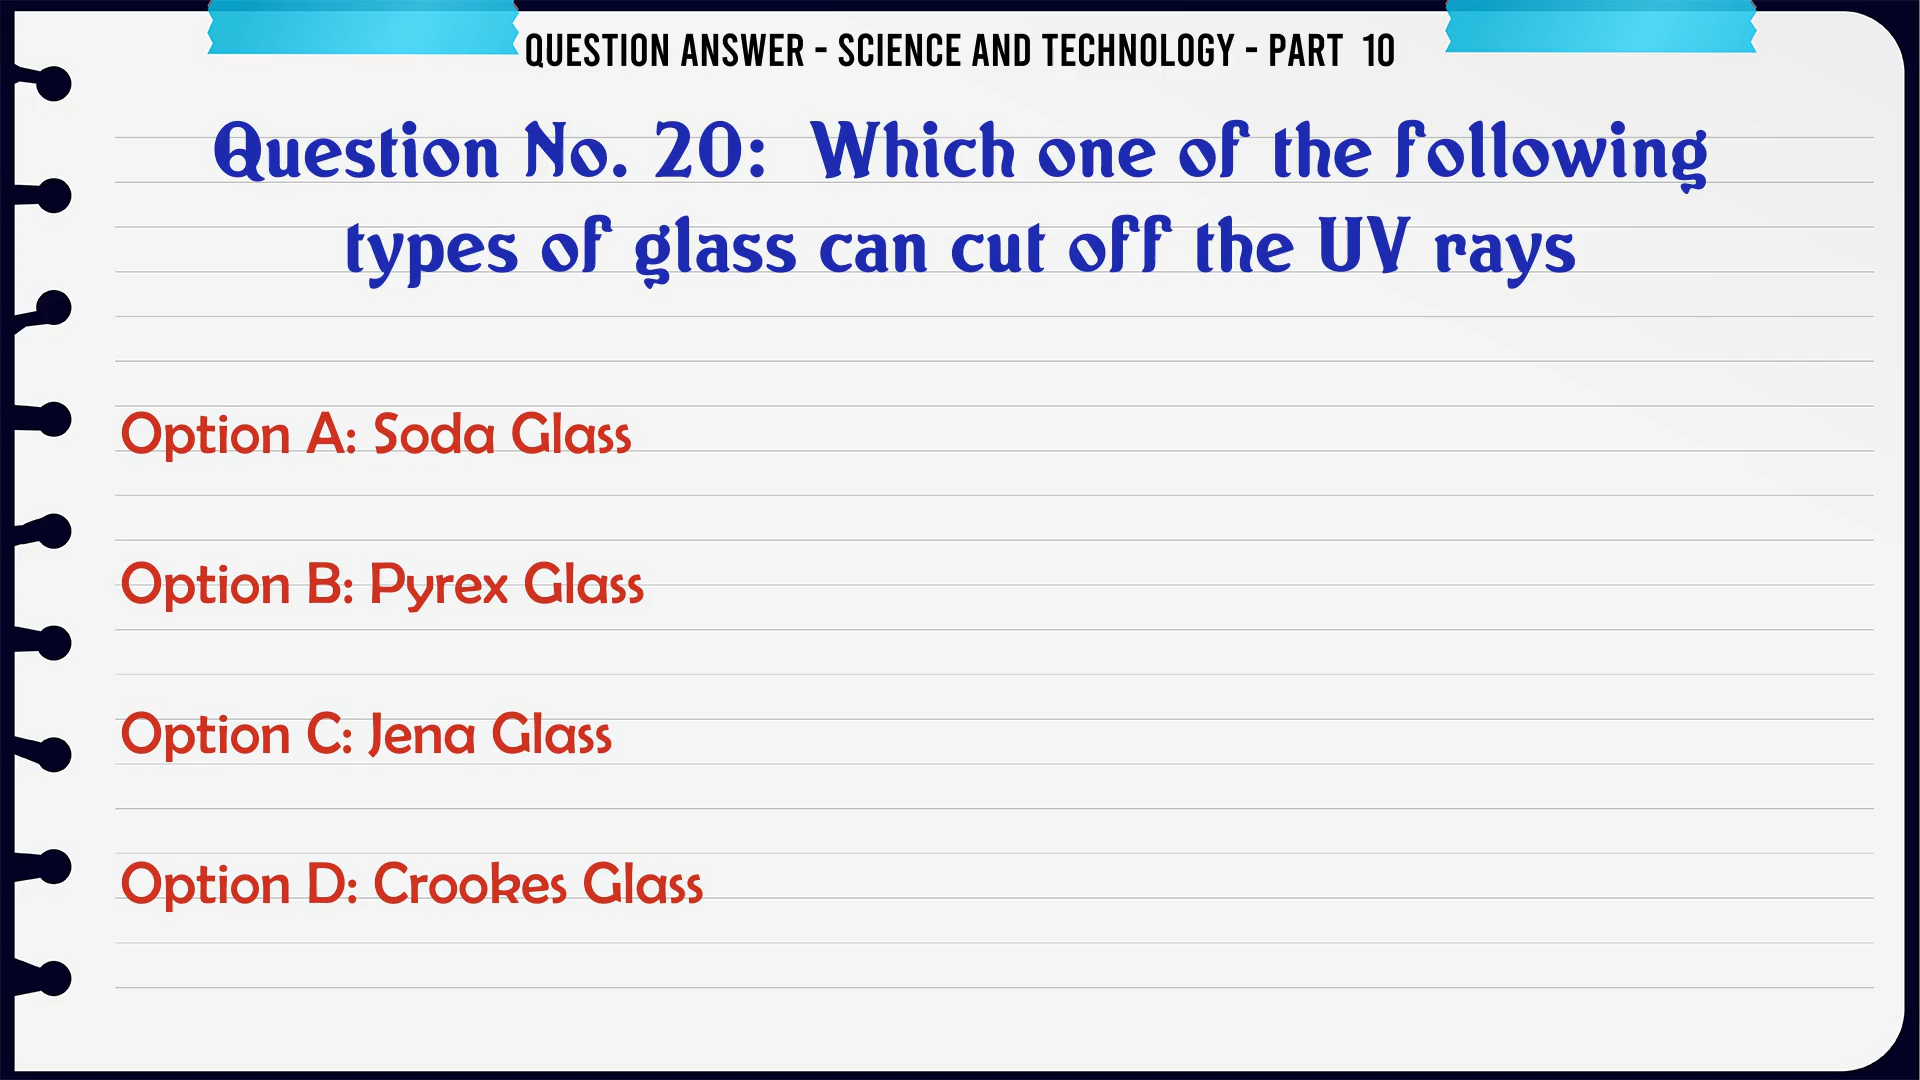 QUESTION ANSWER - SCIENCE AND TECHNOLOGY - PART 10
Question No. 20: Which one of the following
types of glass can cut off the UV rays
Option A: Soda Glass
Option B: Pyrex Glass
Option C: Jena Glass
Option D: Crookes Glass